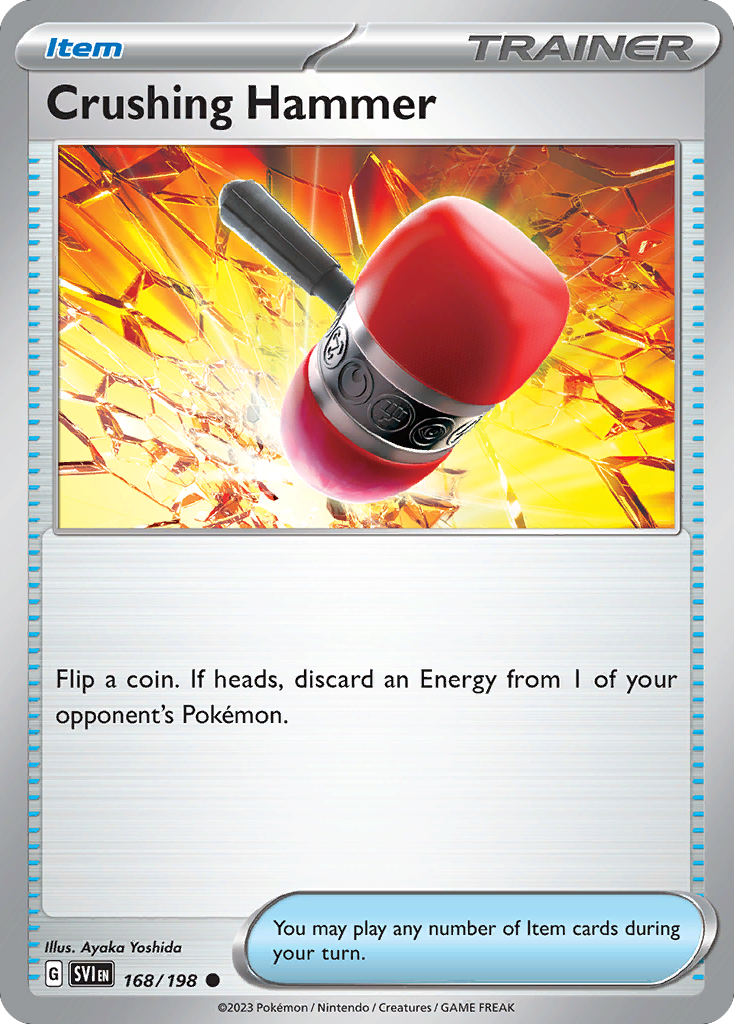 Item
TRAINER
Crushing Hammer
Flip a coin. If heads, discard an Energy from 1 of your
opponent's Pokémon.
You may play any number of Item cards during
your turn.
Illus. Ayaka Yoshida
G SVI EN 168/198
©2023 Pokémon / Nintendo / Creatures / GAME FREAK